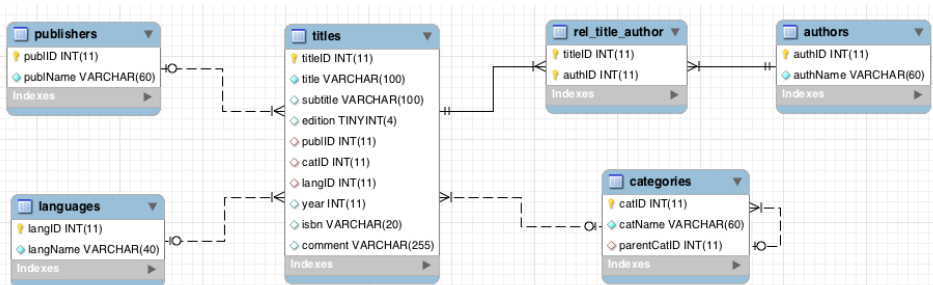 publishers
publID INT(11)
publName VARCHAR(60)
Indexes
languages
langID INT(11)
langName VARCHAR(40)
Indexes
titles
titleID INT(11)
title VARCHAR(100)
subtitle VARCHAR(100)
edition TINYINT(4)
publID INT(11)
catID INT(11)
langID INT(11)
year INT(11)
isbn VARCHAR(20)
comment VARCHAR(255)
Indexes
rel_title_author
titleID INT(11)
authID INT(11)
Indexes
authors
authID INT(11)
authName VARCHAR(60)
Indexes
categories
catID INT(11)
catName VARCHAR(60)
parentCatID INT(11)
Indexes